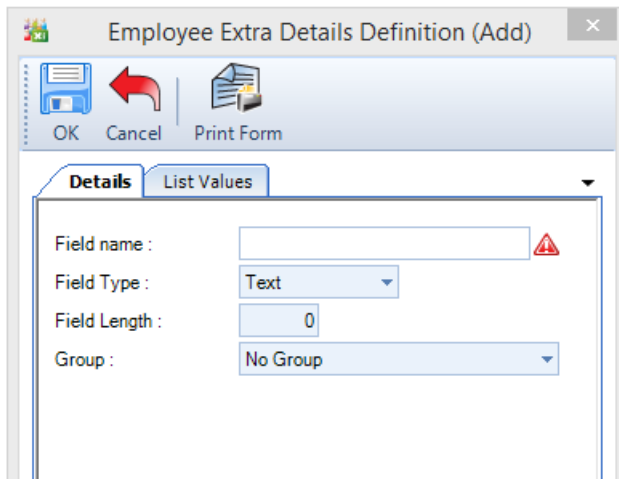 Employee Extra Details Definition (Add)
OK Cancel Print Form
Details List Values
Field name :
Field Type : Text
Field Length : 0
Group : No Group